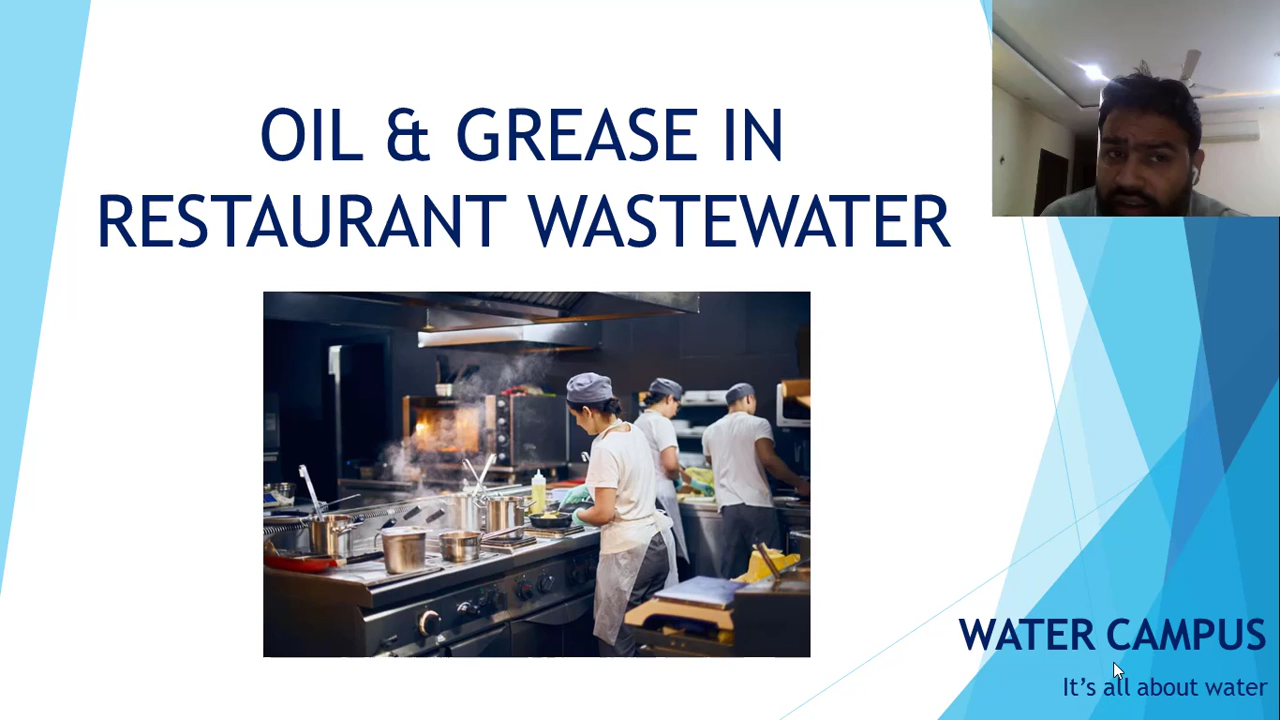 OIL & GREASE IN
RESTAURANT WASTEWATER
WATER CAMPUS
It's all about water